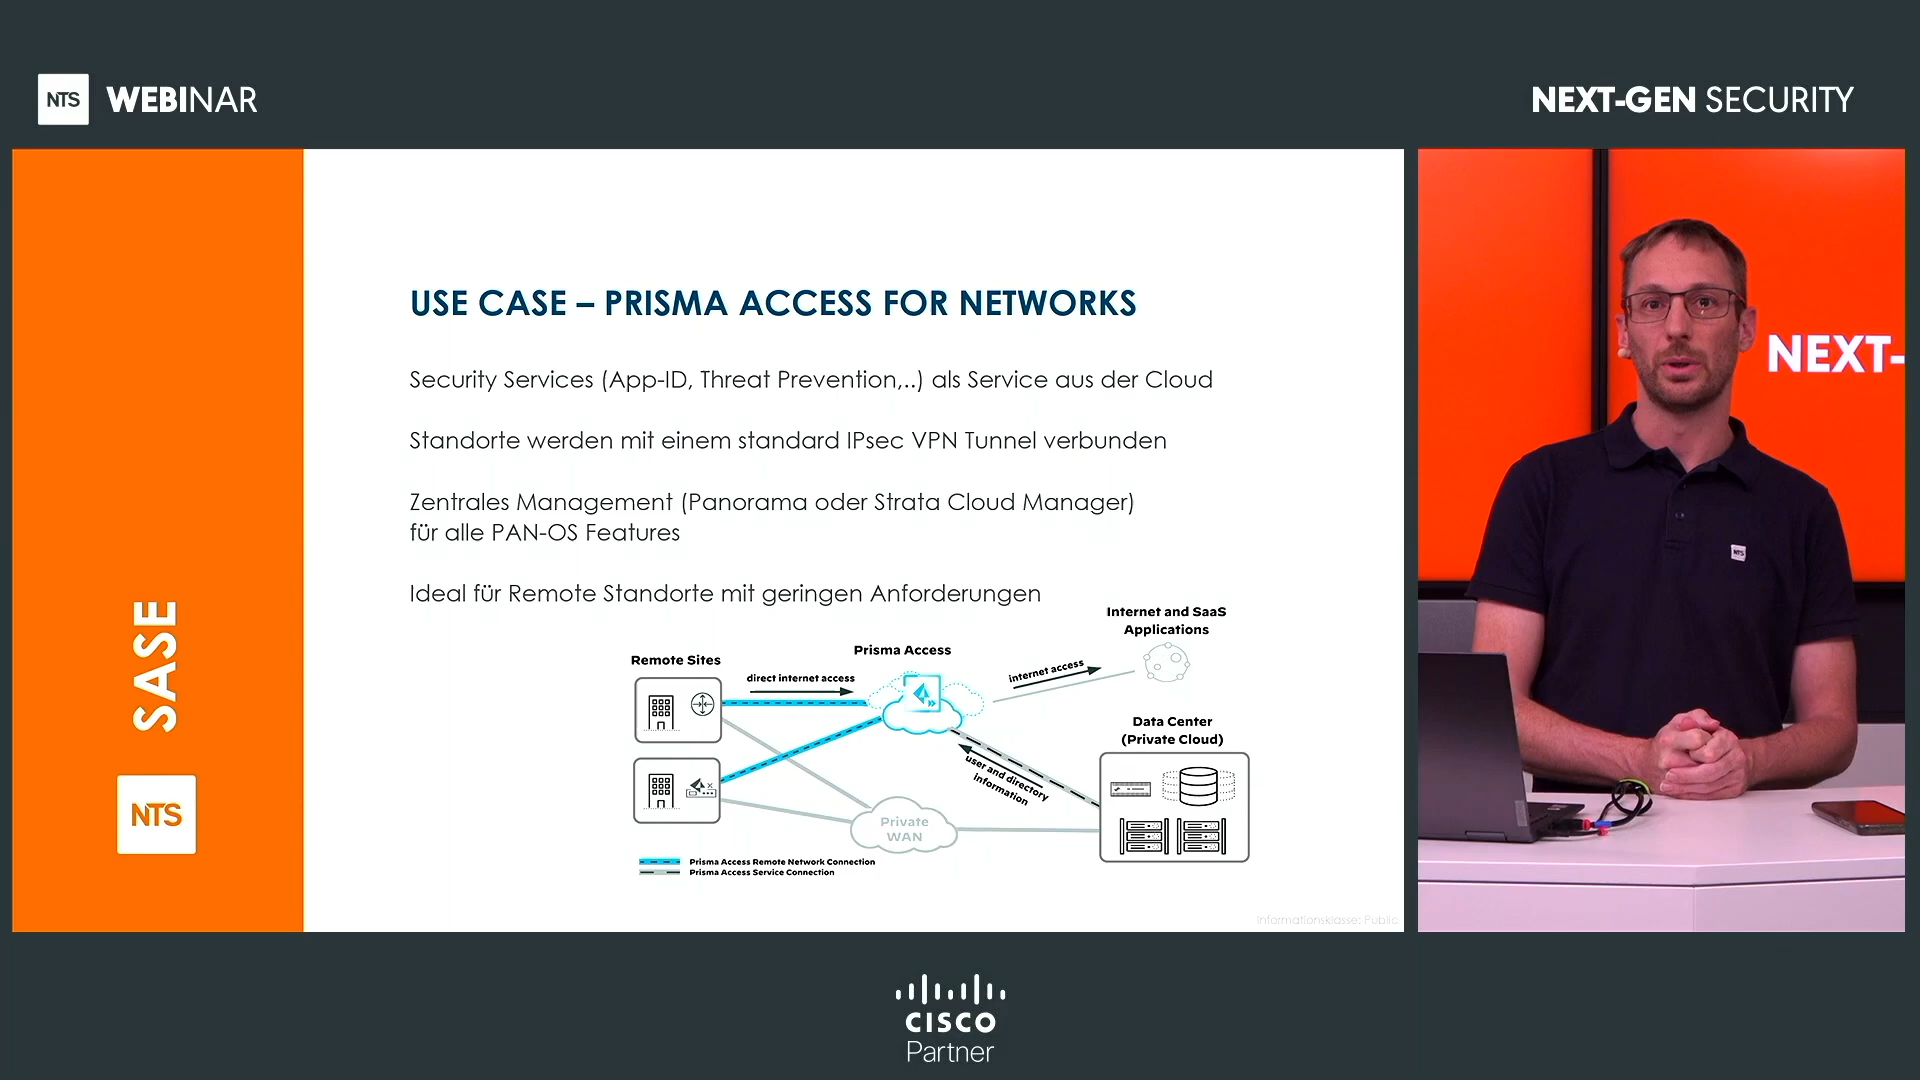 NTS WEBINAR
NEXT-GEN SECURITY
SASE
NTS
USE CASE – PRISMA ACCESS FOR NETWORKS
Security Services (App-ID, Threat Prevention,..) als Service aus der Cloud
Standorte werden mit einem standard IPsec VPN Tunnel verbunden
Zentrales Management (Panorama oder Strata Cloud Manager)
für alle PAN-OS Features
Ideal für Remote Standorte mit geringen Anforderungen
Internet and SaaS
Applications
Prisma Access
Remote Sites
direct internet access
internet access
Data Center
(Private Cloud)
user and directory
information
Private
WAN
Prisma Access Remote Network Connection
Prisma Access Service Connection
Informationsklasse: Public
NEXT-
NTS
CISCO
Partner